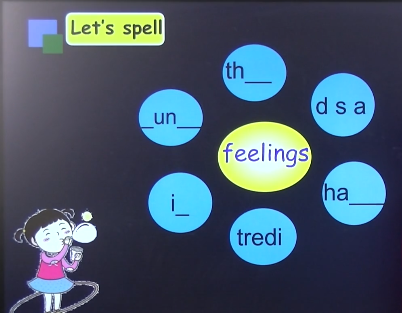 Let's spell
th__
_un__
d s a
feelings
i_
ha___
tredi